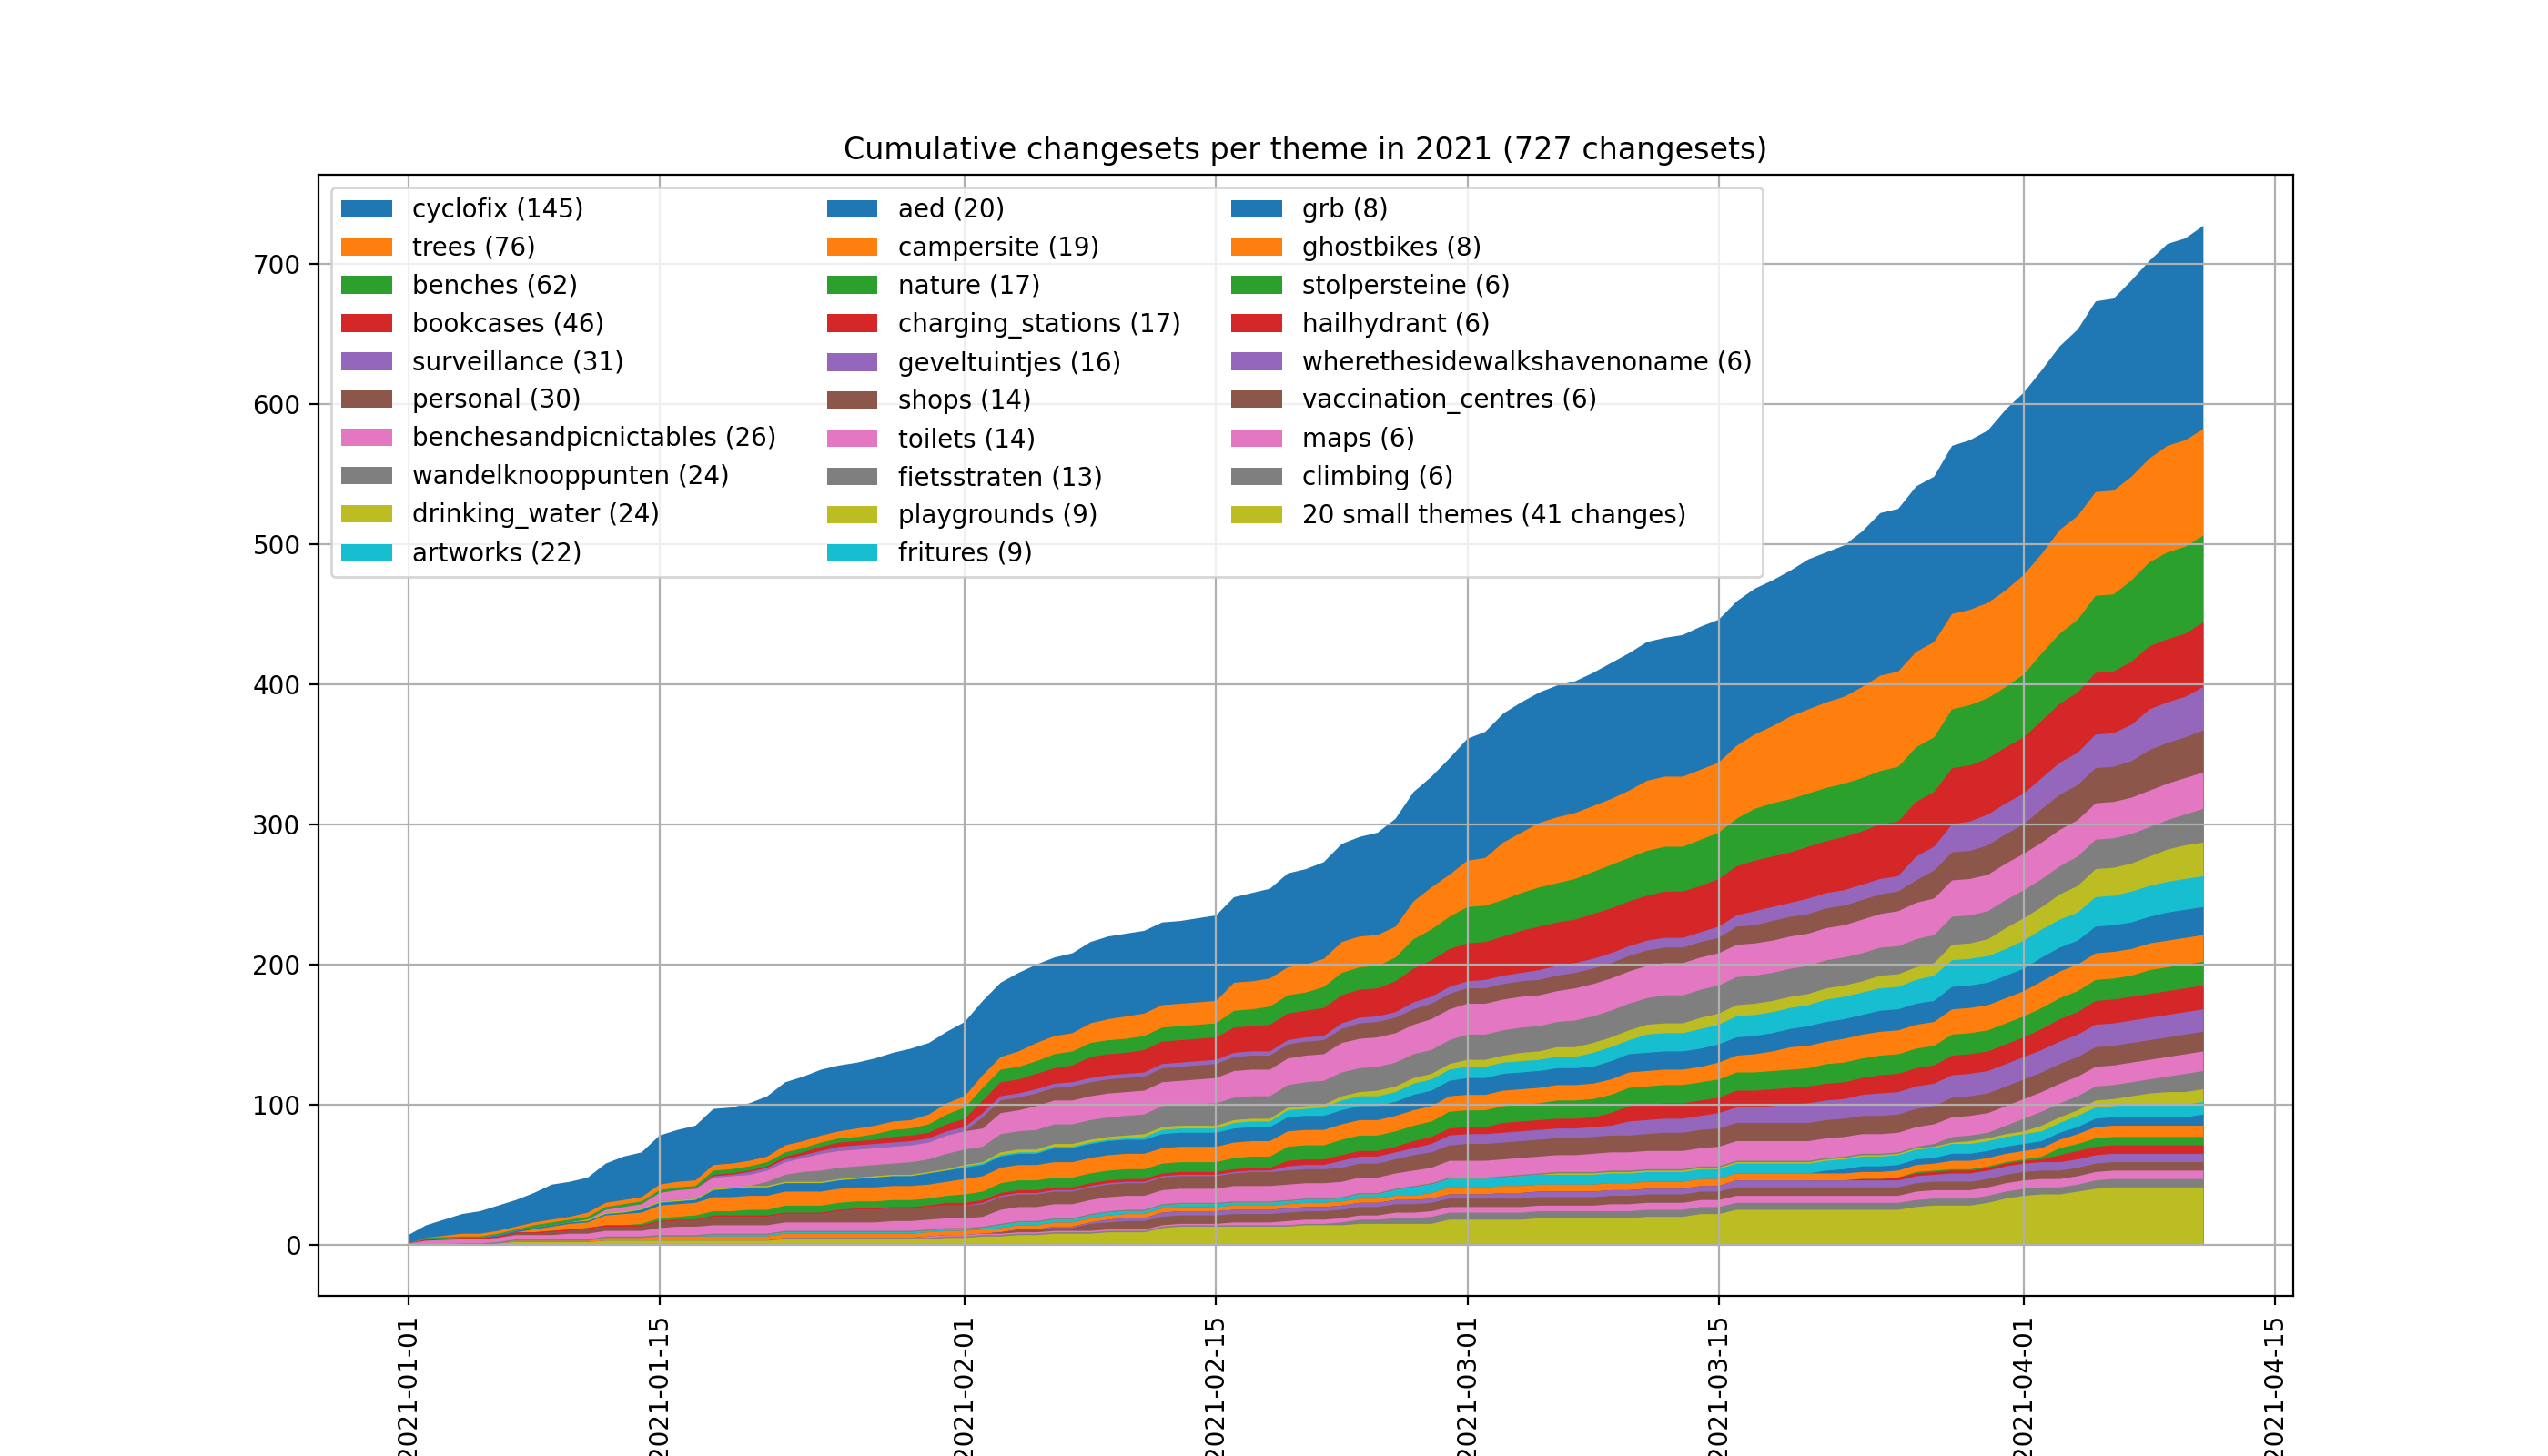 Cumulative changesets per theme in 2021 (727 changesets)
cyclofix (145)
trees (76)
benches (62)
bookcases (46)
surveillance (31)
personal (30)
benchesandpicnictables (26)
wandelknooppunten (24)
drinking_water (24)
artworks (22)
aed (20)
campersite (19)
nature (17)
charging_stations (17)
geveltuintjes (16)
shops (14)
toilets (14)
fietsstraten (13)
playgrounds (9)
fritures (9)
grb (8)
ghostbikes (8)
stolpersteine (6)
hailhydrant (6)
wherethesidewalkshavenoname (6)
vaccination_centres (6)
maps (6)
climbing (6)
20 small themes (41 changes)
700
600
500
400
300
200
100
0
2021-01-01
2021-01-15
2021-02-01
2021-02-15
2021-03-01
2021-03-15
2021-04-01
2021-04-15